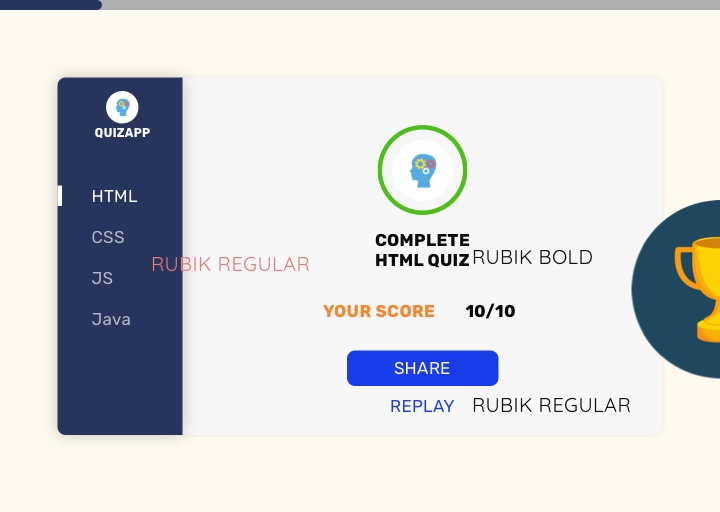 QUIZAPP
HTML
CSS
JS
Java
RUBIK REGULAR
COMPLETE
HTML QUIZ
RUBIK BOLD
YOUR SCORE 10/10
SHARE
REPLAY
RUBIK REGULAR